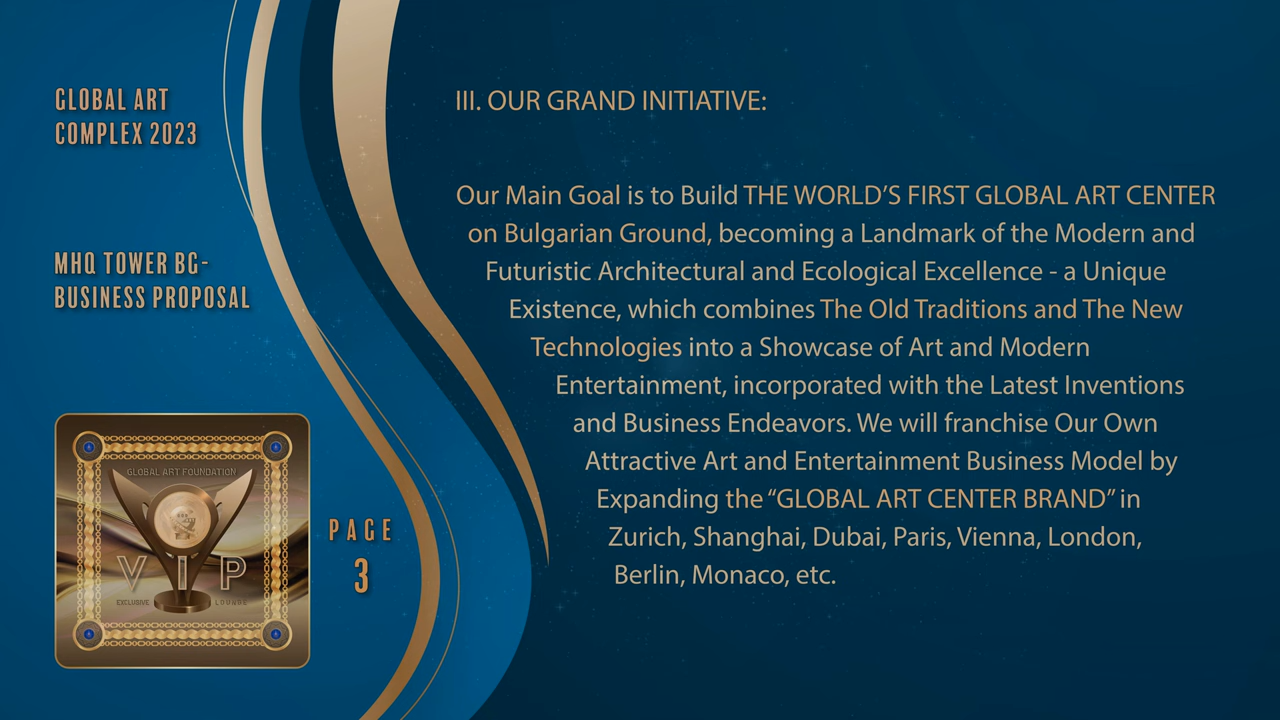 GLOBAL ART
COMPLEX 2023
MHQ TOWER BG-
BUSINESS PROPOSAL
GLOBAL ART FOUNDATION
VIP
EXCLUSIVE LOUNGE
PAGE
3
III. OUR GRAND INITIATIVE:
Our Main Goal is to Build THE WORLD'S FIRST GLOBAL ART CENTER
on Bulgarian Ground, becoming a Landmark of the Modern and
Futuristic Architectural and Ecological Excellence - a Unique
Existence, which combines The Old Traditions and The New
Technologies into a Showcase of Art and Modern
Entertainment, incorporated with the Latest Inventions
and Business Endeavors. We will franchise Our Own
Attractive Art and Entertainment Business Model by
Expanding the “GLOBAL ART CENTER BRAND” in
Zurich, Shanghai, Dubai, Paris, Vienna, London,
Berlin, Monaco, etc.